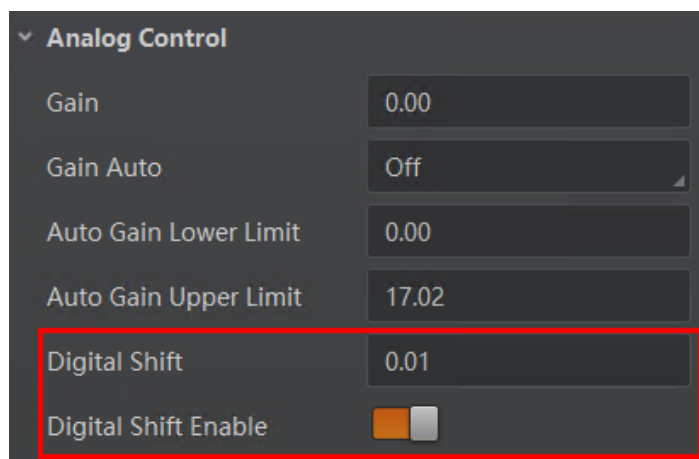 Analog Control
Gain 0.00
Gain Auto Off
Auto Gain Lower Limit 0.00
Auto Gain Upper Limit 17.02
Digital Shift 0.01
Digital Shift Enable